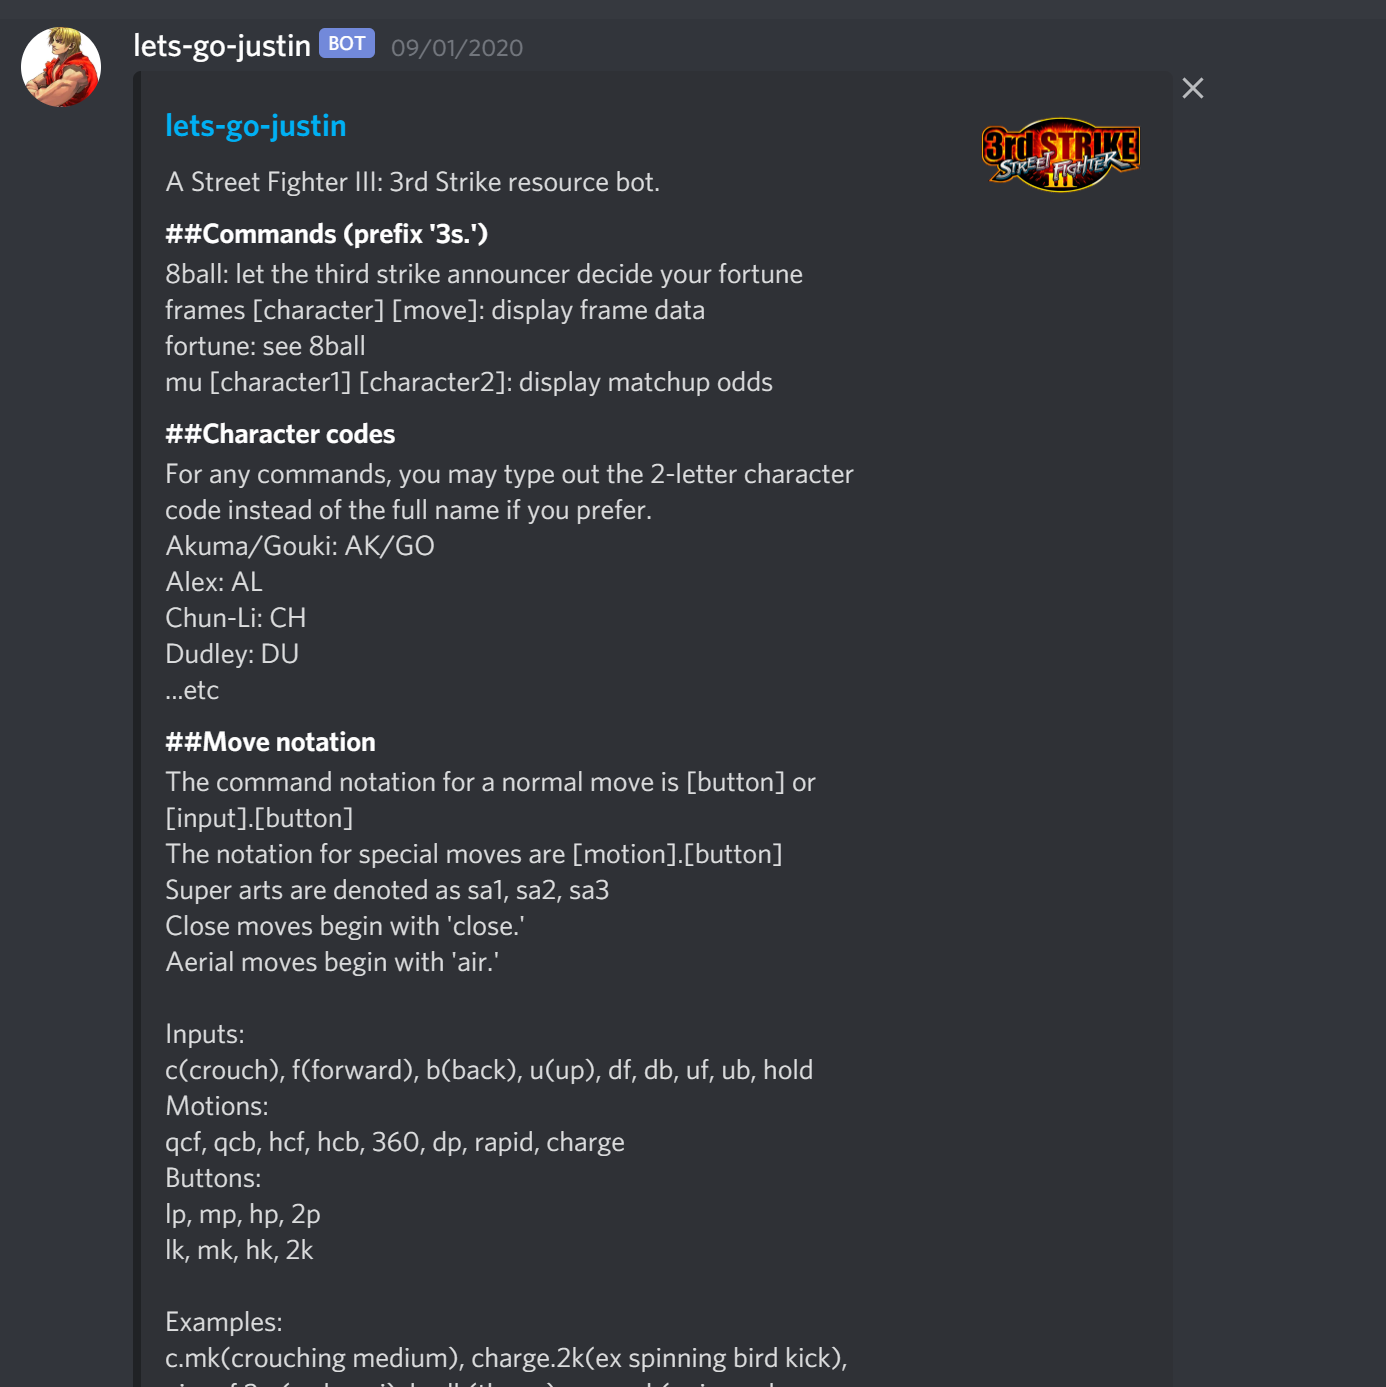 lets-go-justin BOT 09/01/2020
lets-go-justin
3rd STRIKE
STREET FIGHTER
III
A Street Fighter III: 3rd Strike resource bot.
##Commands (prefix '3s.')
8ball: let the third strike announcer decide your fortune
frames [character] [move]: display frame data
fortune: see 8ball
mu [character1] [character2]: display matchup odds
##Character codes
For any commands, you may type out the 2-letter character
code instead of the full name if you prefer.
Akuma/Gouki: AK/GO
Alex: AL
Chun-Li: CH
Dudley: DU
...etc
##Move notation
The command notation for a normal move is [button] or
[input].[button]
The notation for special moves are [motion].[button]
Super arts are denoted as sa1, sa2, sa3
Close moves begin with 'close.'
Aerial moves begin with 'air.'
Inputs:
c(crouch), f(forward), b(back), u(up), df, db, uf, ub, hold
Motions:
qcf, qcb, hcf, hcb, 360, dp, rapid, charge
Buttons:
lp, mp, hp, 2p
lk, mk, hk, 2k
Examples:
c.mk(crouching medium), charge.2k(ex spinning bird kick),